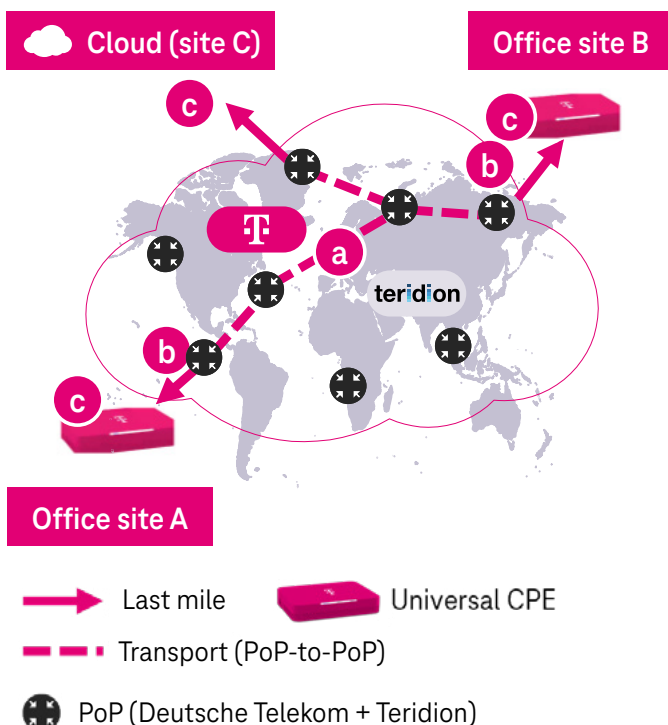 Cloud (site C)
Office site B
c
c
b
T
a
teridion
b
c
Office site A
Last mile
Universal CPE
Transport (PoP-to-PoP)
PoP (Deutsche Telekom + Teridion)